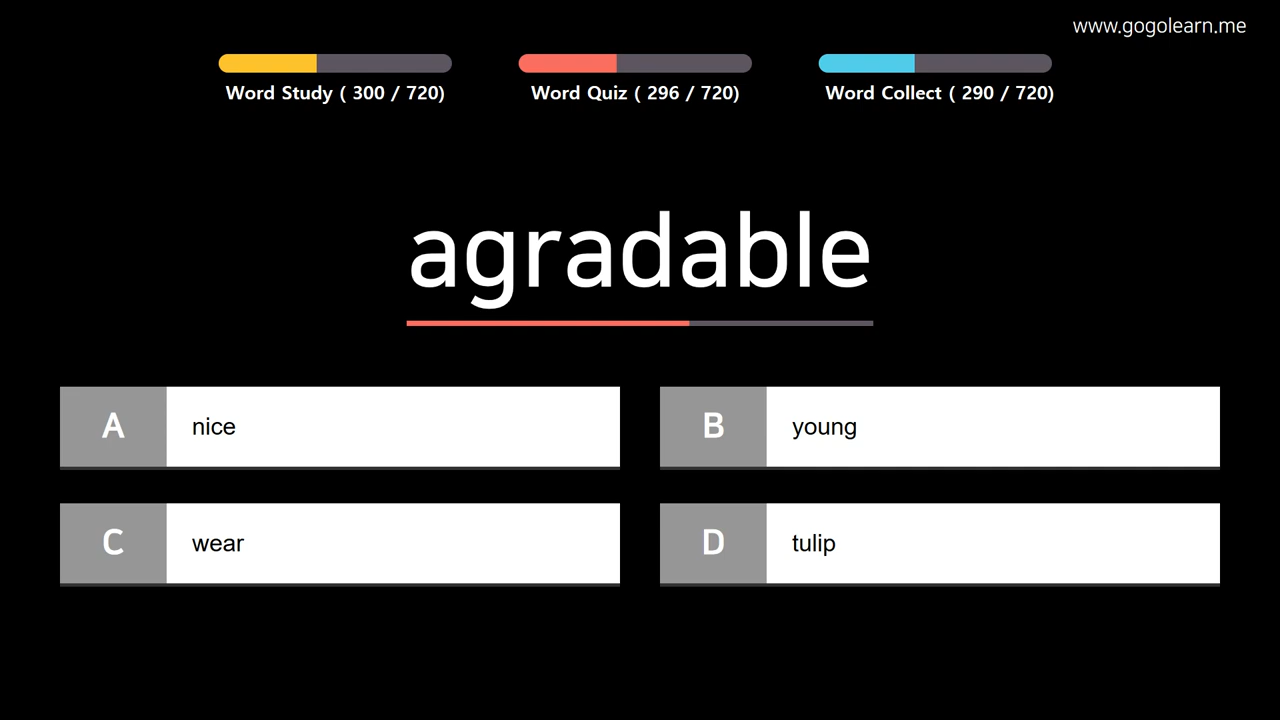 www.gogolearn.me
Word Study ( 300 / 720)
Word Quiz ( 296 / 720)
Word Collect ( 290 / 720)
agradable
A nice
B young
C wear
D tulip